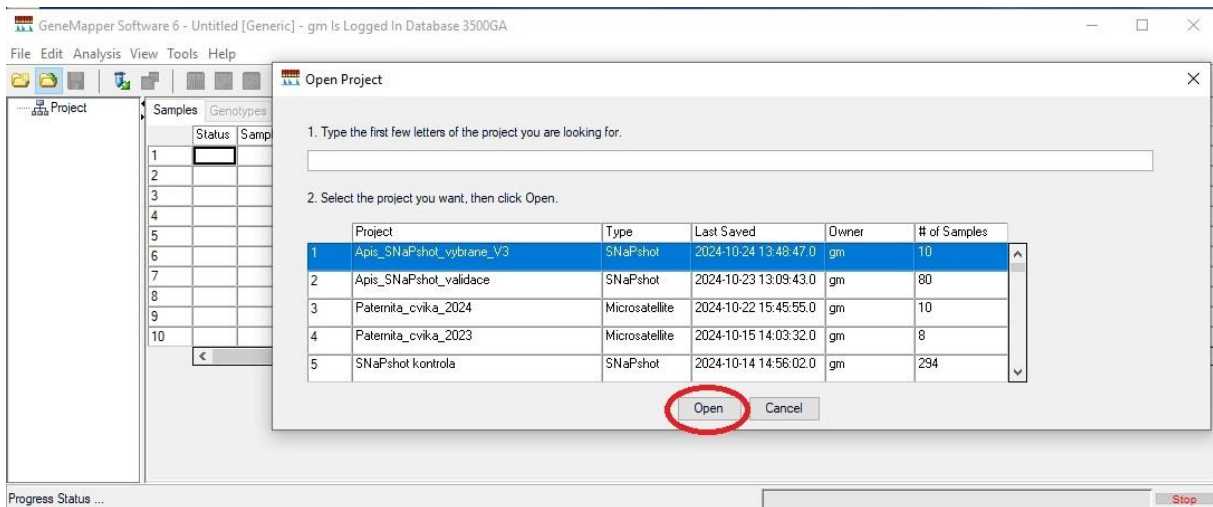 GeneMapper Software 6 - Untitled [Generic] - gm Is Logged In Database 3500GA
File Edit Analysis View Tools Help
Project
Samples Genotypes
Status Sampl
1
2
3
4
5
6
7
8
9
10
Open Project
1. Type the first few letters of the project you are looking for.
2. Select the project you want, then click Open.
Project Type Last Saved Owner # of Samples
1 Apis_SNaPshot_vybrane_V3 SNaPshot 2024-10-24 13:48:47.0 gm 10
2 Apis_SNaPshot_validace SNaPshot 2024-10-23 13:09:43.0 gm 80
3 Paternita_cvika_2024 Microsatellite 2024-10-22 15:45:55.0 gm 10
4 Paternita_cvika_2023 Microsatellite 2024-10-15 14:03:32.0 gm 8
5 SNaPshot kontrola SNaPshot 2024-10-14 14:56:02.0 gm 294
Open Cancel
Progress Status ... Stop